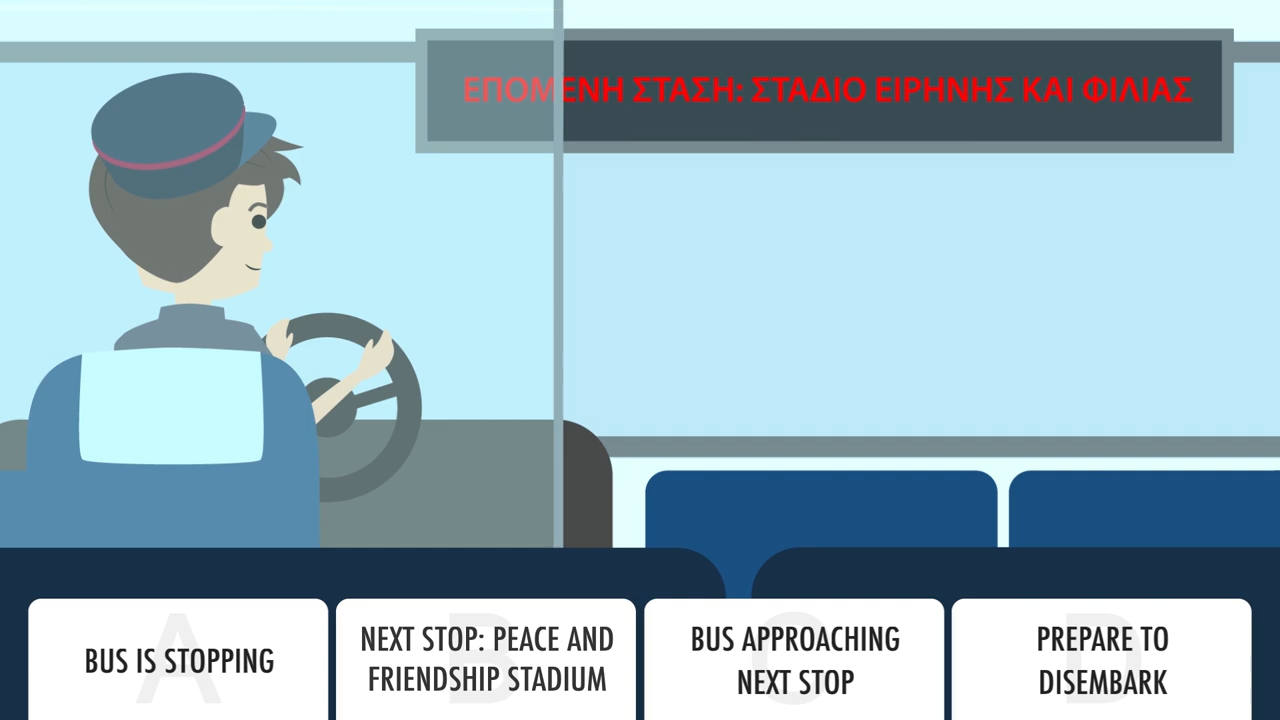 ΕΠΟΜΕΝΗ ΣΤΑΣΗ: ΣΤΑΔΙΟ ΕΙΡΗΝΗΣ ΚΑΙ ΦΙΛΙΑΣ
A
BUS IS STOPPING
B
NEXT STOP: PEACE AND
FRIENDSHIP STADIUM
C
BUS APPROACHING
NEXT STOP
D
PREPARE TO
DISEMBARK